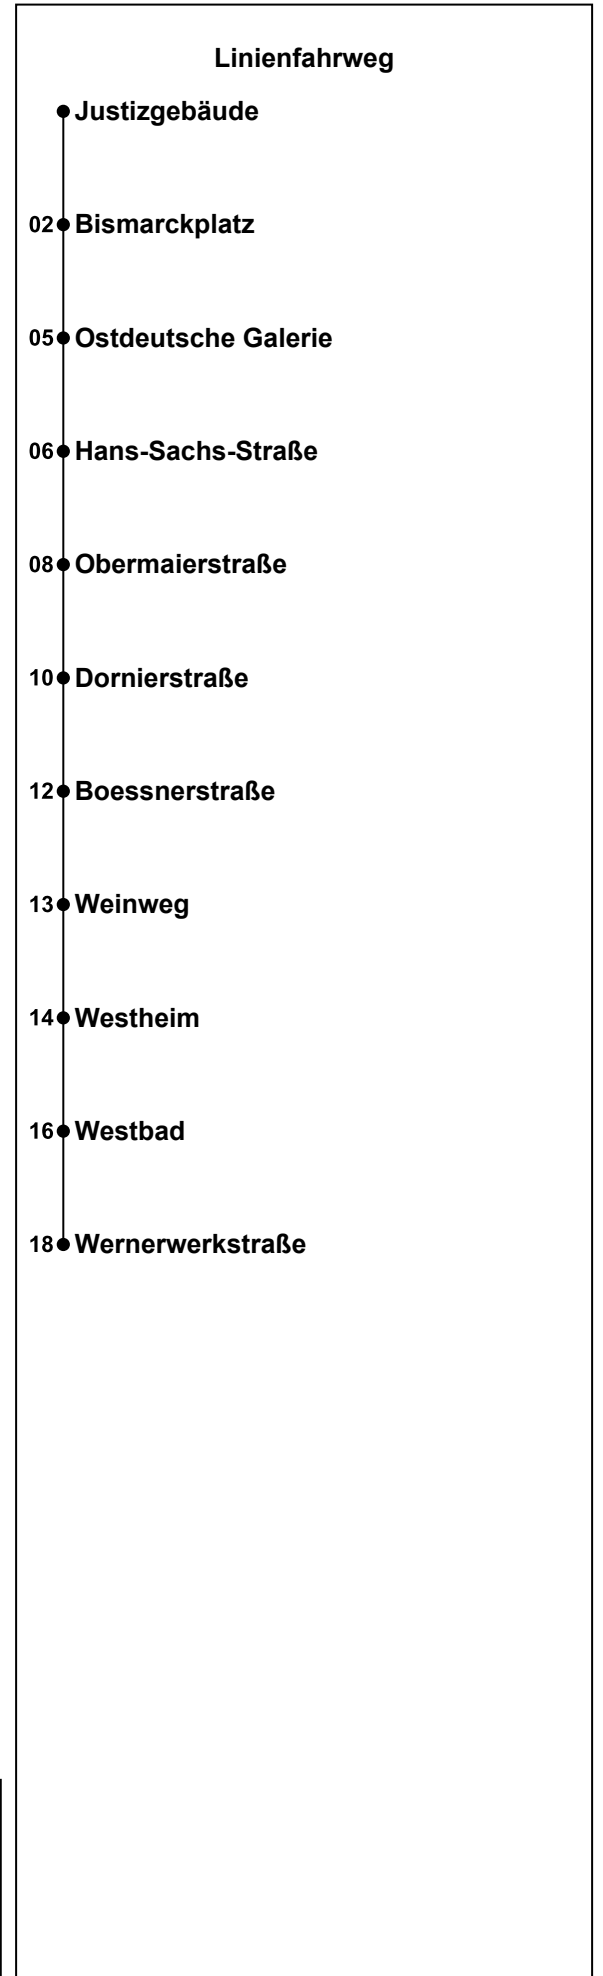 Linienfahrweg
Justizgebäude
02 Bismarckplatz
05 Ostdeutsche Galerie
06 Hans-Sachs-Straße
08 Obermaierstraße
10 Dornierstraße
12 Boessnerstraße
13 Weinweg
14 Westheim
16 Westbad
18 Wernerwerkstraße